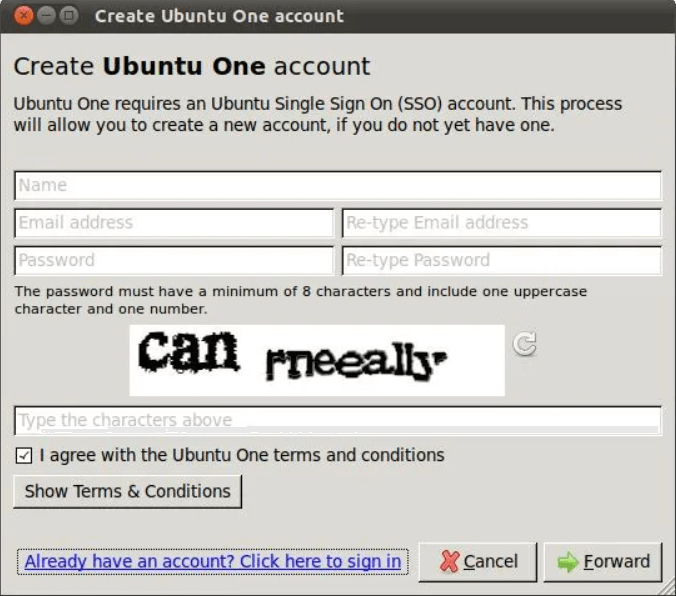 Create Ubuntu One account
Create Ubuntu One account
Ubuntu One requires an Ubuntu Single Sign On (SSO) account. This process
will allow you to create a new account, if you do not yet have one.
Name
Email address Re-type Email address
Password Re-type Password
The password must have a minimum of 8 characters and include one uppercase
character and one number.
Type the characters above
I agree with the Ubuntu One terms and conditions
Show Terms & Conditions
Already have an account? Click here to sign in Cancel Forward